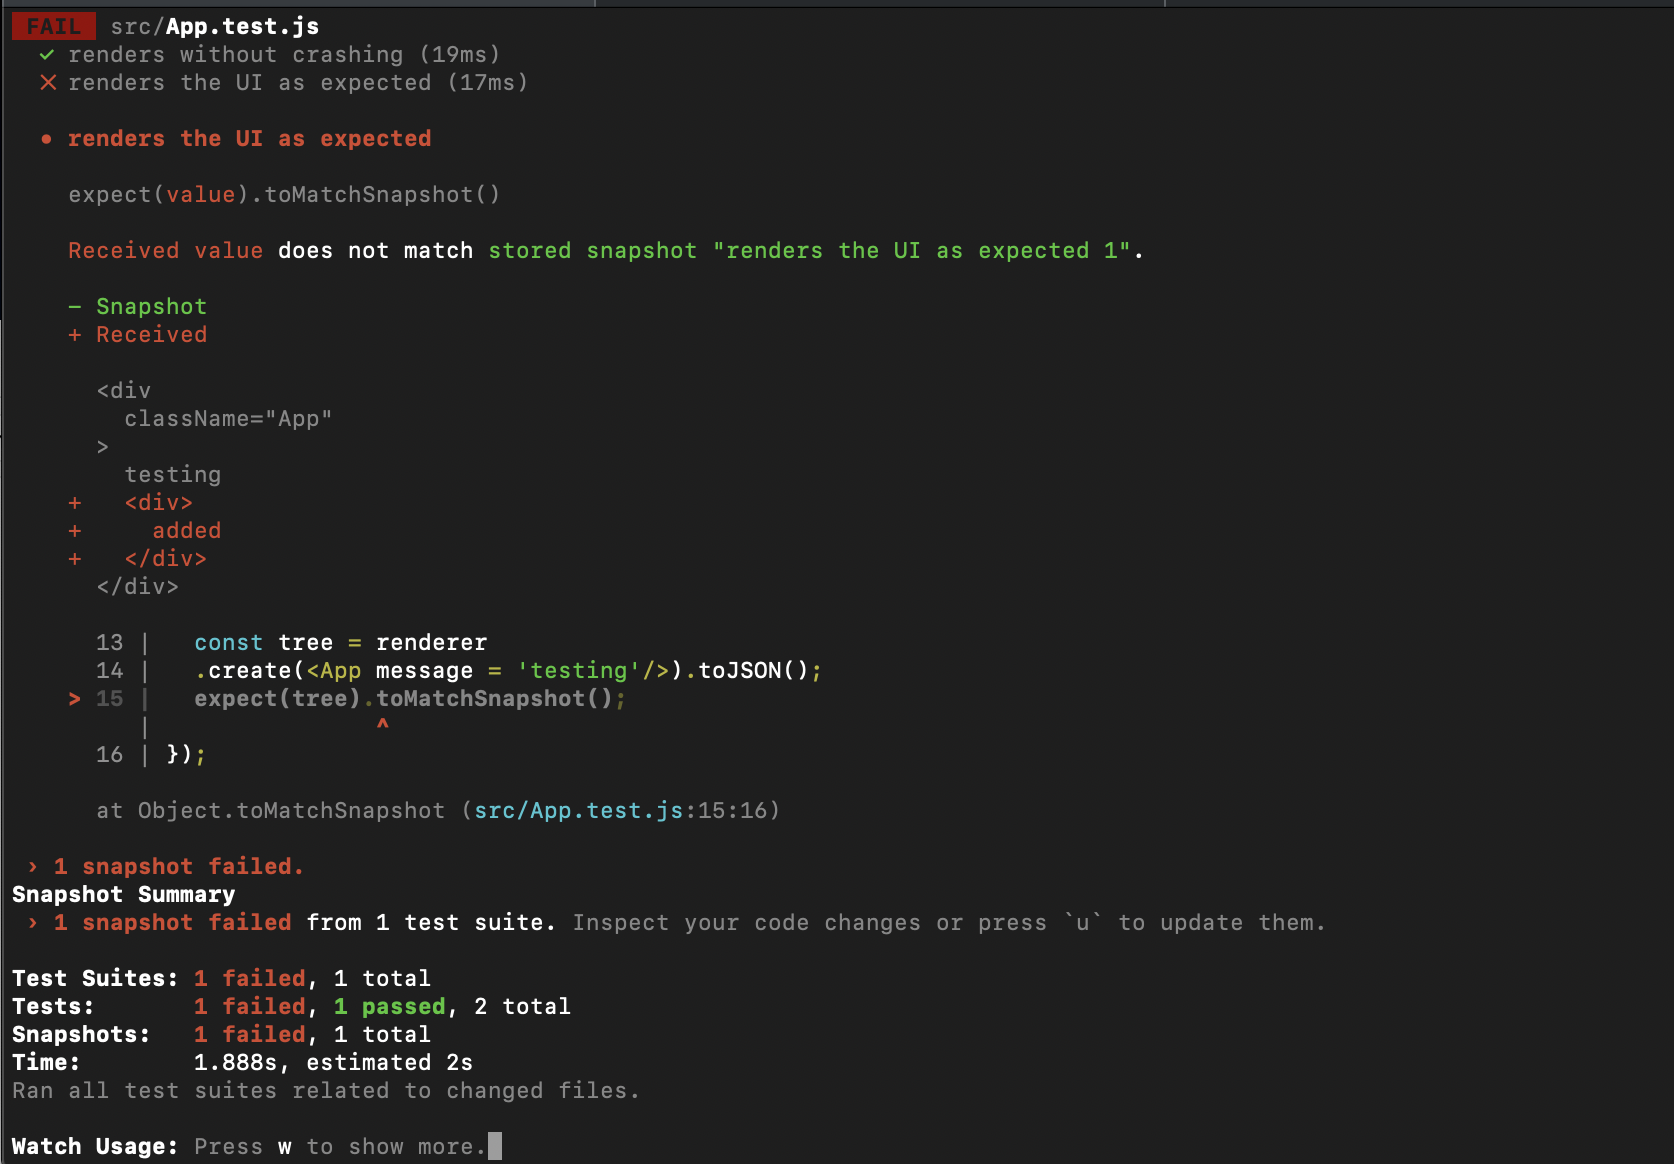 FAIL src/App.test.js
✓ renders without crashing (19ms)
✕ renders the UI as expected (17ms)
● renders the UI as expected
expect(value).toMatchSnapshot()
Received value does not match stored snapshot "renders the UI as expected 1".
- Snapshot
+ Received
<div
className="App"
>
testing
+ <div>
+ added
+ </div>
</div>
13 | const tree = renderer
14 | .create(<App message = 'testing'/>).toJSON();
> 15 | expect(tree).toMatchSnapshot();
| ^
16 | });
at Object.toMatchSnapshot (src/App.test.js:15:16)
› 1 snapshot failed.
Snapshot Summary
› 1 snapshot failed from 1 test suite. Inspect your code changes or press `u` to update them.
Test Suites: 1 failed, 1 total
Tests: 1 failed, 1 passed, 2 total
Snapshots: 1 failed, 1 total
Time: 1.888s, estimated 2s
Ran all test suites related to changed files.
Watch Usage: Press w to show more.